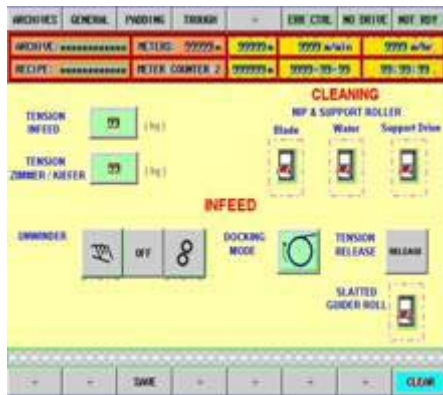 ARCHIVES GENERAL PADDING TROUGH - ERR CTRL NO DRIVE NOT RDY
ARCHIVE: ************ METERS: 99999m 99999m 9999 m/min 9999 m/hr
RECIPE: ************ METER COUNTER 2 999999m 9999-99-99 99:99:99
CLEANING
NIP & SUPPORT ROLLER
Blade Water Support Drive
TENSION
INFEED 99 (kg)
TENSION
ZIMMER / KIEFER 99 (kg)
INFEED
UNWINDER OFF 8 DOCKING
MODE TENSION
RELEASE RELEASE
SLATTED
GUIDER ROLL
- - SAVE - - - - CLEAR